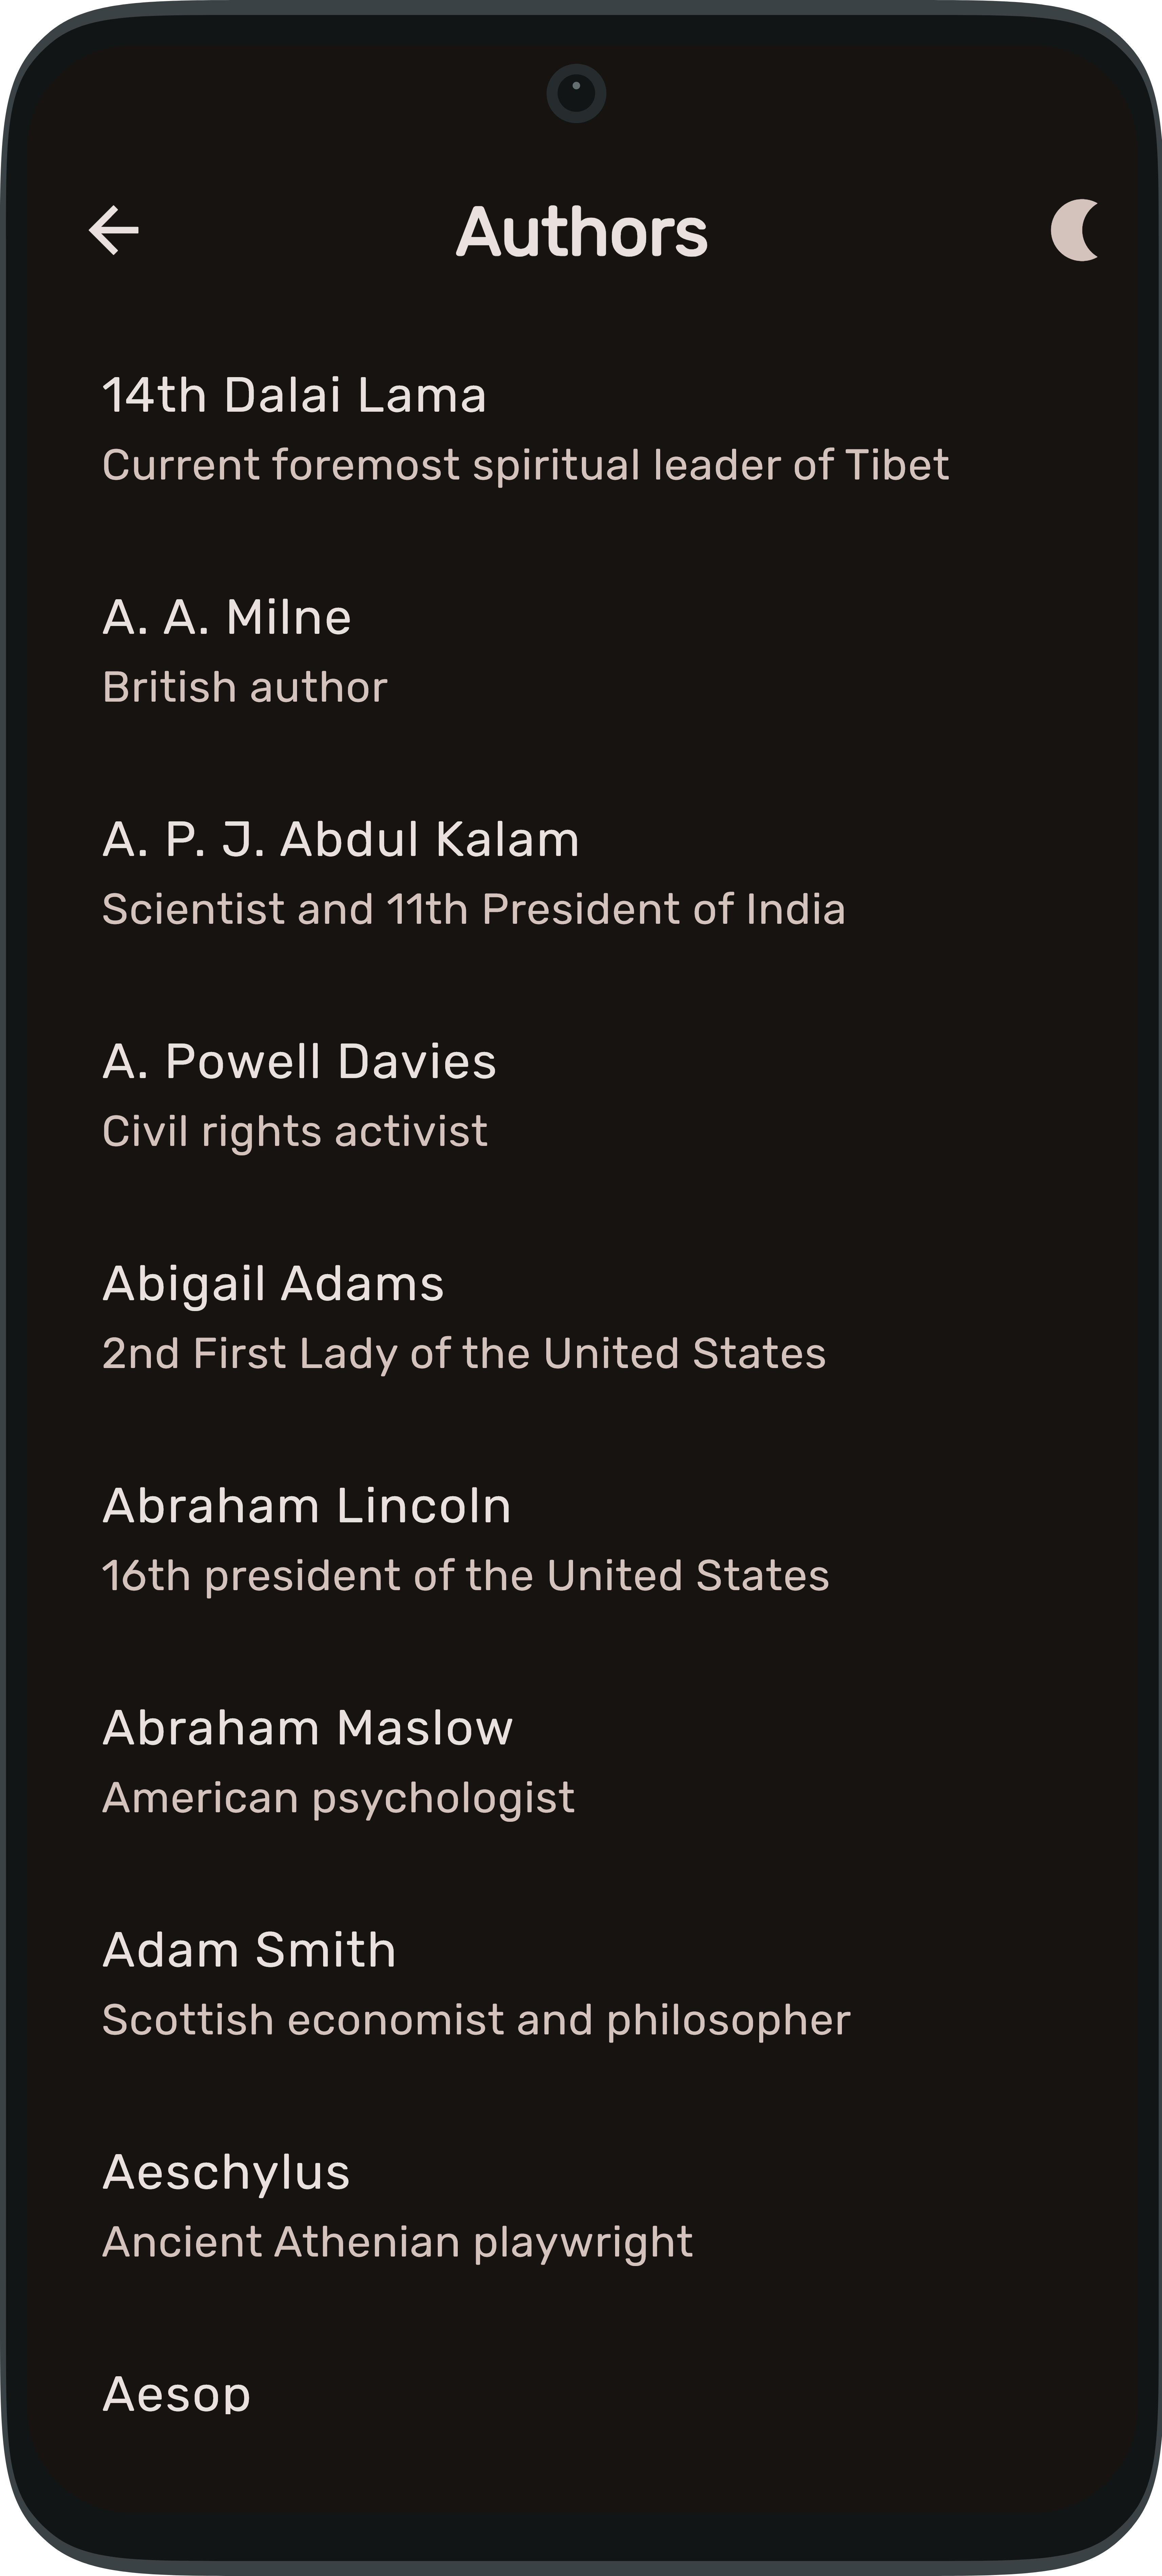 Authors
14th Dalai Lama
Current foremost spiritual leader of Tibet
A. A. Milne
British author
A. P. J. Abdul Kalam
Scientist and 11th President of India
A. Powell Davies
Civil rights activist
Abigail Adams
2nd First Lady of the United States
Abraham Lincoln
16th president of the United States
Abraham Maslow
American psychologist
Adam Smith
Scottish economist and philosopher
Aeschylus
Ancient Athenian playwright
Aesop